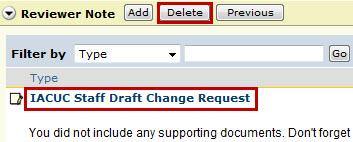 Reviewer Note Add Delete Previous
Filter by Type Go
Type
IACUC Staff Draft Change Request
You did not include any supporting documents. Don't forget